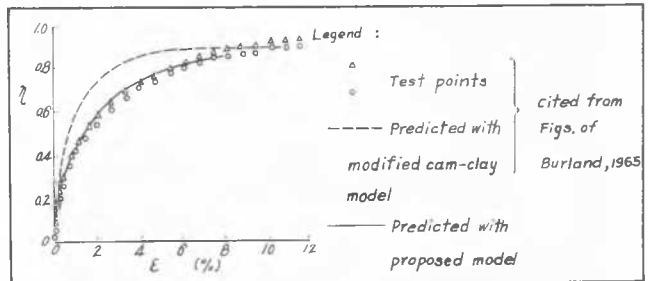 1.0
0.8
0.6
0.4
0.2
0
η
0 2 4 6 8 10 12
ε (%)
Legend :
Test points
Predicted with
modified cam-clay
model
cited from
Figs. of
Burland, 1965
Predicted with
proposed model